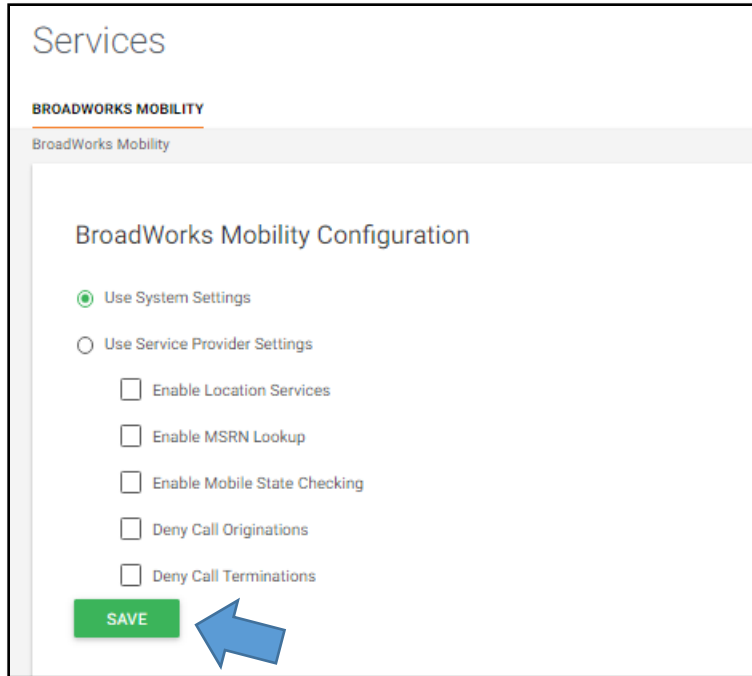 Services
BROADWORKS MOBILITY
BroadWorks Mobility
BroadWorks Mobility Configuration
Use System Settings
Use Service Provider Settings
Enable Location Services
Enable MSRN Lookup
Enable Mobile State Checking
Deny Call Originations
Deny Call Terminations
SAVE